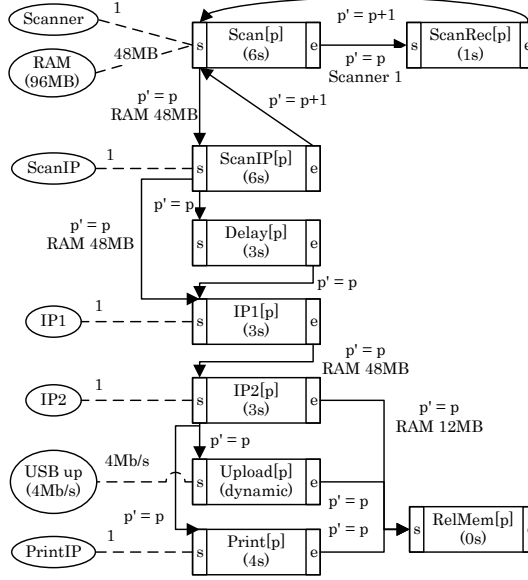 Scanner
1
p' = p+1
s
Scan[p]
(6s)
e
s
ScanRec[p]
(1s)
e
RAM
(96MB)
48MB
p' = p
Scanner 1
p' = p
RAM 48MB
p' = p+1
ScanIP
1
ScanIP[p]
s
e
(6s)
p' = p
p' = p
RAM 48MB
s
Delay[p]
(3s)
e
p' = p
IP1
1
s
IP1[p]
(3s)
e
p' = p
RAM 48MB
IP2
1
s
IP2[p]
(3s)
e
p' = p
RAM 12MB
p' = p
USB up
(4Mb/s)
4Mb/s
s
Upload[p]
(dynamic)
e
p' = p
p' = p
p' = p
s
RelMem[p]
(0s)
e
PrintIP
1
s
Print[p]
(4s)
e